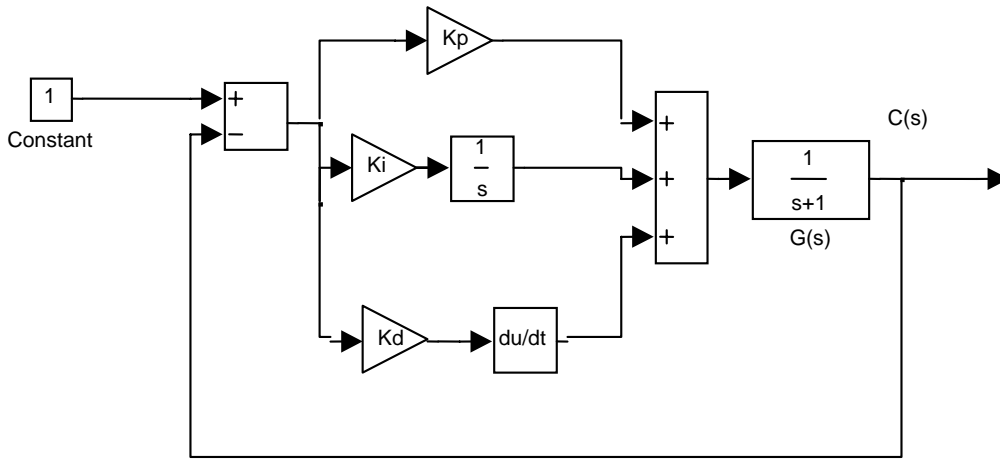 Kp
1
Constant
+
−
Ki
1
s
Kd
du/dt
+
+
+
1
s+1
G(s)
C(s)